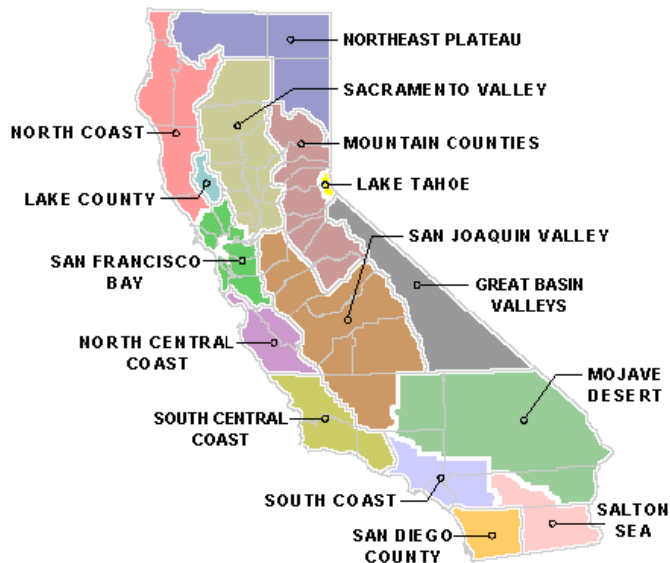 NORTHEAST PLATEAU
SACRAMENTO VALLEY
NORTH COAST
MOUNTAIN COUNTIES
LAKE TAHOE
LAKE COUNTY
SAN JOAQUIN VALLEY
SAN FRANCISCO
BAY
GREAT BASIN
VALLEYS
NORTH CENTRAL
COAST
MOJAVE
DESERT
SOUTH CENTRAL
COAST
SOUTH COAST
SALTON
SEA
SAN DIEGO
COUNTY